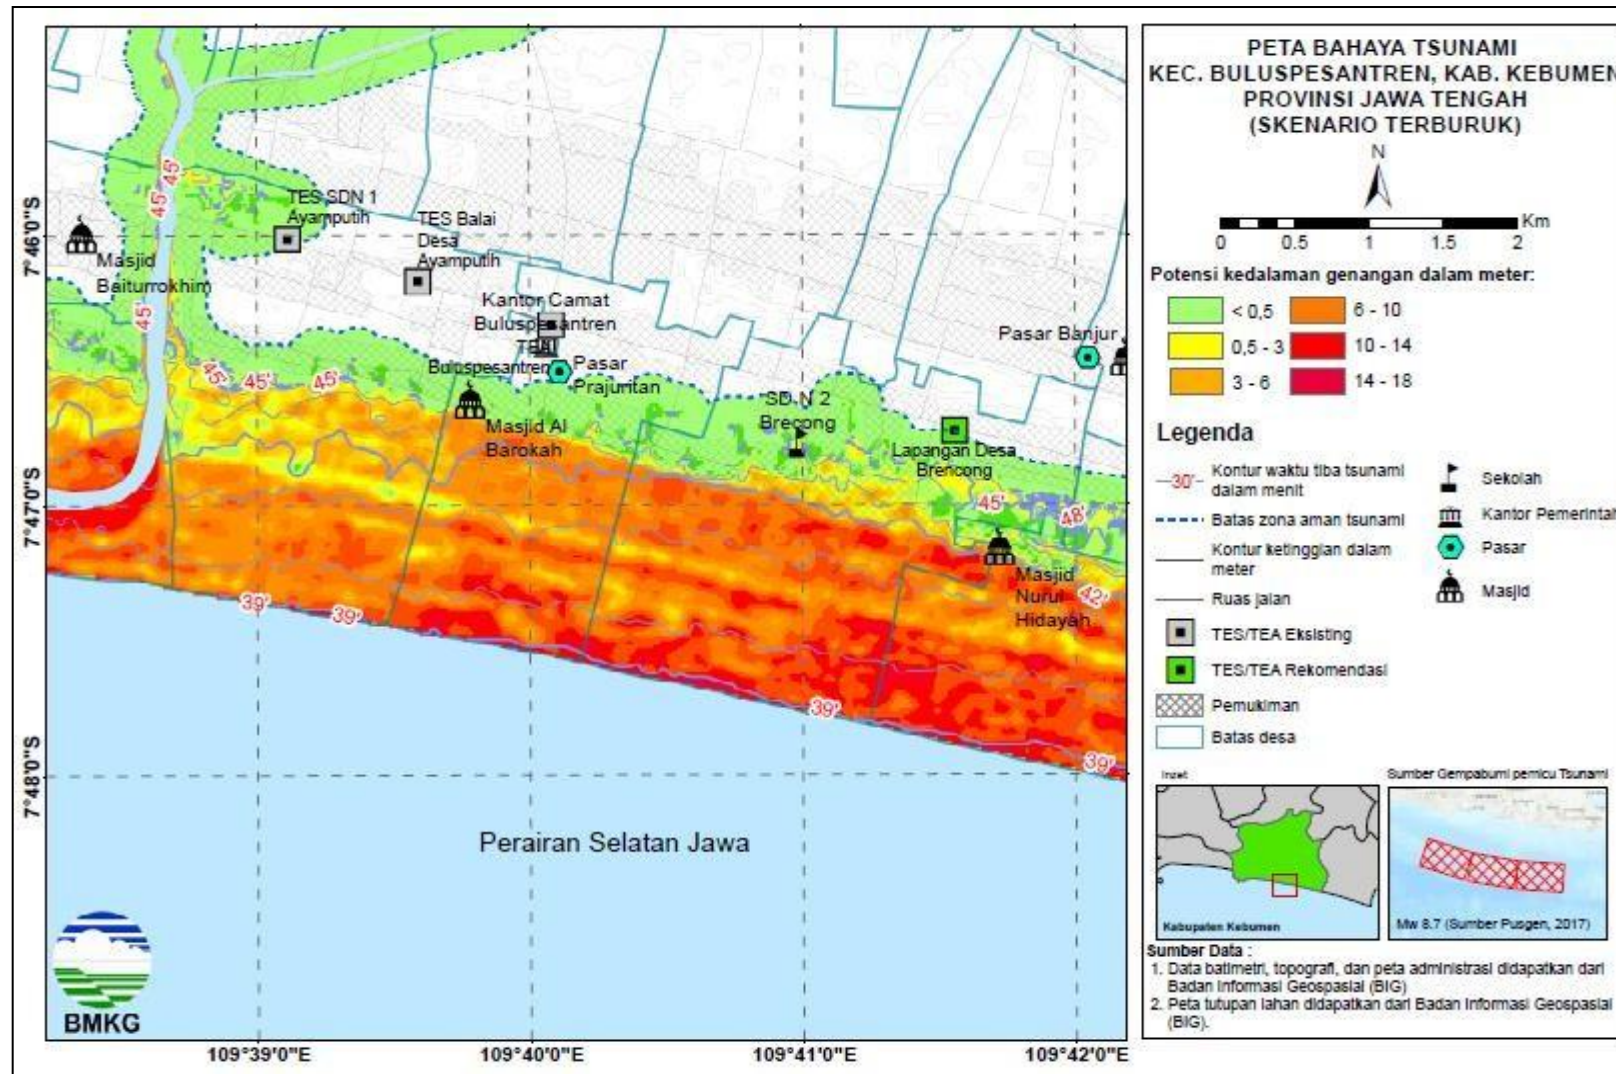 PETA BAHAYA TSUNAMI
KEC. BULUSPESANTREN, KAB. KEBUMEN
PROVINSI JAWA TENGAH
(SKENARIO TERBURUK)
N
Km
0 0.5 1 1.5 2
Potensi kedalaman genangan dalam meter:
< 0,5
6 - 10
0,5 - 3
10 - 14
3 - 6
14 - 18
Legenda
30'
Kontur waktu tiba tsunami
dalam menit
Batas zona aman tsunami
Kontur ketinggian dalam
meter
Ruas jalan
TES/TEA Eksisting
TES/TEA Rekomendasi
Pemukiman
Batas desa
Sekolah
Kantor Pemerintah
Pasar
Masjid
Inzet
Kabupaten Kebumen
Sumber Gempabumi pemicu Tsunami
Mw 8.7 (Sumber Pusgen, 2017)
Sumber Data :
1. Data batimetri, topografi, dan peta administrasi didapatkan dari
Badan Informasi Geospasial (BIG)
2. Peta tutupan lahan didapatkan dari Badan Informasi Geospasial
(BIG).
7°46'0"S
7°47'0"S
7°48'0"S
109°39'0"E
109°40'0"E
109°41'0"E
109°42'0"E
45'
45'
45'
TES SDN 1
Ayamputih
TES Balai
Desa
Ayamputih
Masjid
Baiturrokhim
Kantor Camat
Buluspesantren
Buluspesantren
Pasar
Prajuritan
Pasar Banjur
45'
45'
45'
Masjid Al
Barokah
SD N 2
Brecong
Lapangan Desa
Brencong
45'
48'
Masjid
Nurul
Hidayah
42'
39'
39'
39'
39'
Perairan Selatan Jawa
BMKG